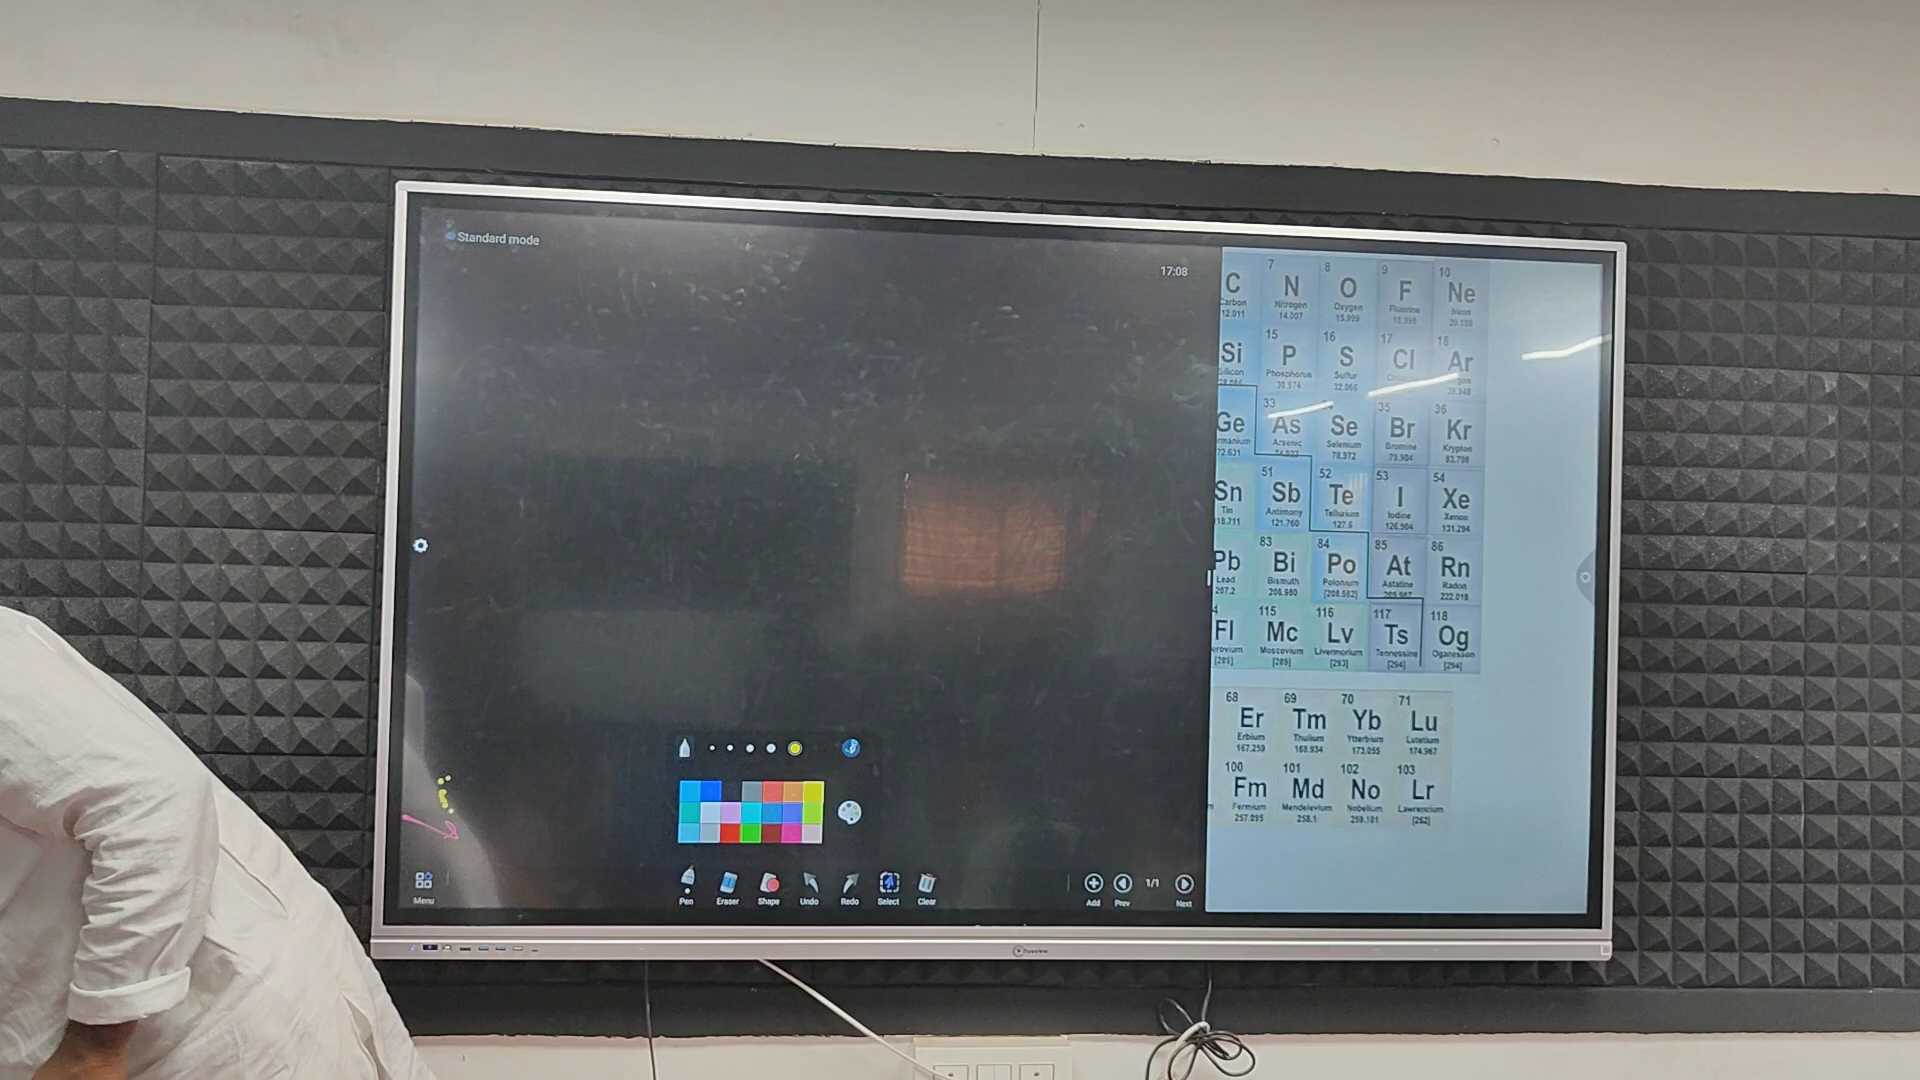 Standard mode
17:08
7 8 9 10
C N O F Ne
Carbon Nitrogen Oxygen Fluorine Neon
12.011 14.007 15.999 18.998
15 16 17 18
Si P S Cl Ar
Silicon Phosphorus Sulfur
30.974 32.066
33 35 36
Ge As Se Br Kr
Arsenic Selenium Bromine Krypton
72.631 78.972 79.904 83.798
51 52 53 54
Sn Sb Te I Xe
Tin Antimony Tellurium Iodine Xenon
121.760 127.6 126.904 131.294
83 84 85 86
Pb Bi Po At Rn
Lead Bismuth Polonium Astatine Radon
207.2 208.980 [208.982] 222.018
115 116 117 118
Fl Mc Lv Ts Og
Moscovium Livermorium Tennessine Oganesson
[289] [289] [293] [294] [294]
68 69 70 71
Er Tm Yb Lu
Erbium Thulium Ytterbium Lutetium
167.259 168.934 173.055 174.967
100 101 102 103
Fm Md No Lr
Fermium Mendelevium Nobelium Lawrencium
257.095 258.1 259.101 [262]
Menu Pen Eraser Shape Undo Redo Select Clear Add Prev 1/1 Next